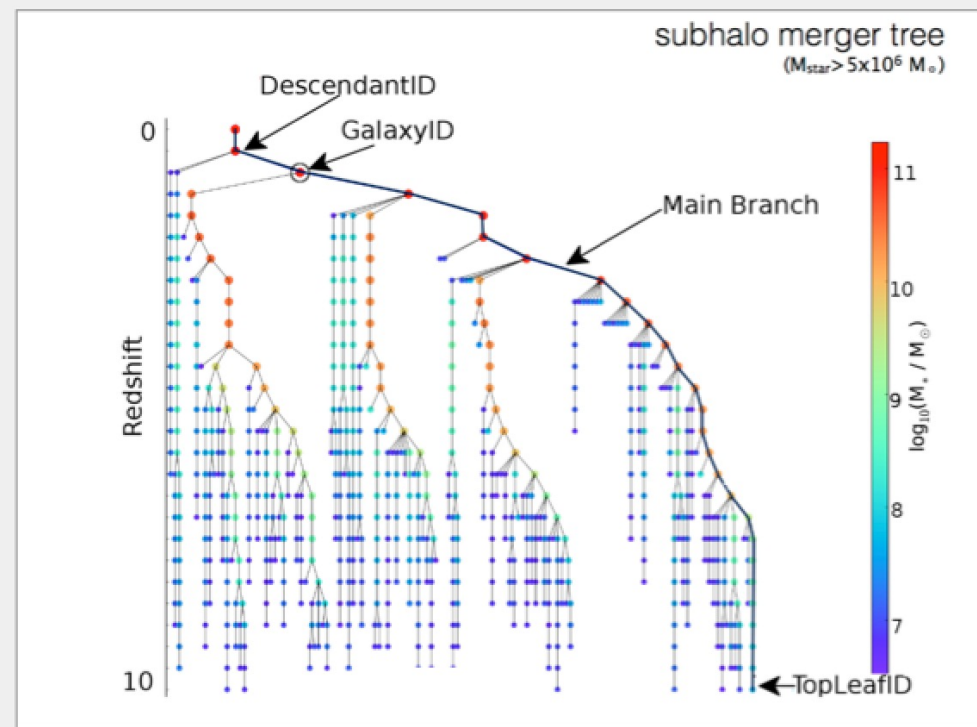 subhalo merger tree
(Mstar>5x10⁶ M☉)
DescendantID
GalaxyID
Main Branch
TopLeafID
0
Redshift
10
11
10
9
8
7
log₁₀(M* / M☉)